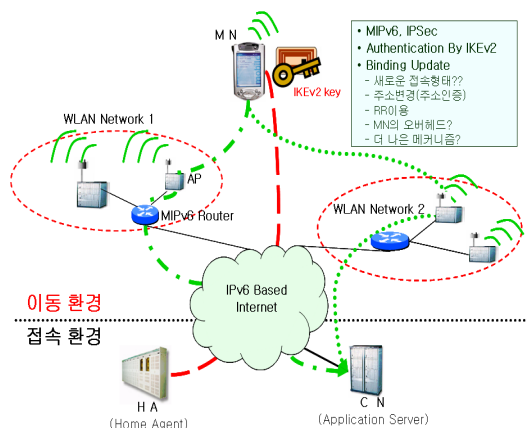 M N
IKEv2 key
• MIPv6, IPSec
• Authentication By IKEv2
• Binding Update
- 새로운 접속형태??
- 주소변경(주소인증)
- RR이용
- MN의 오버헤드?
- 더 나은 메커니즘?
WLAN Network 1
AP
MIPv6 Router
WLAN Network 2
IPv6 Based
Internet
이동 환경
접속 환경
H A
(Home Agent)
C N
(Application Server)